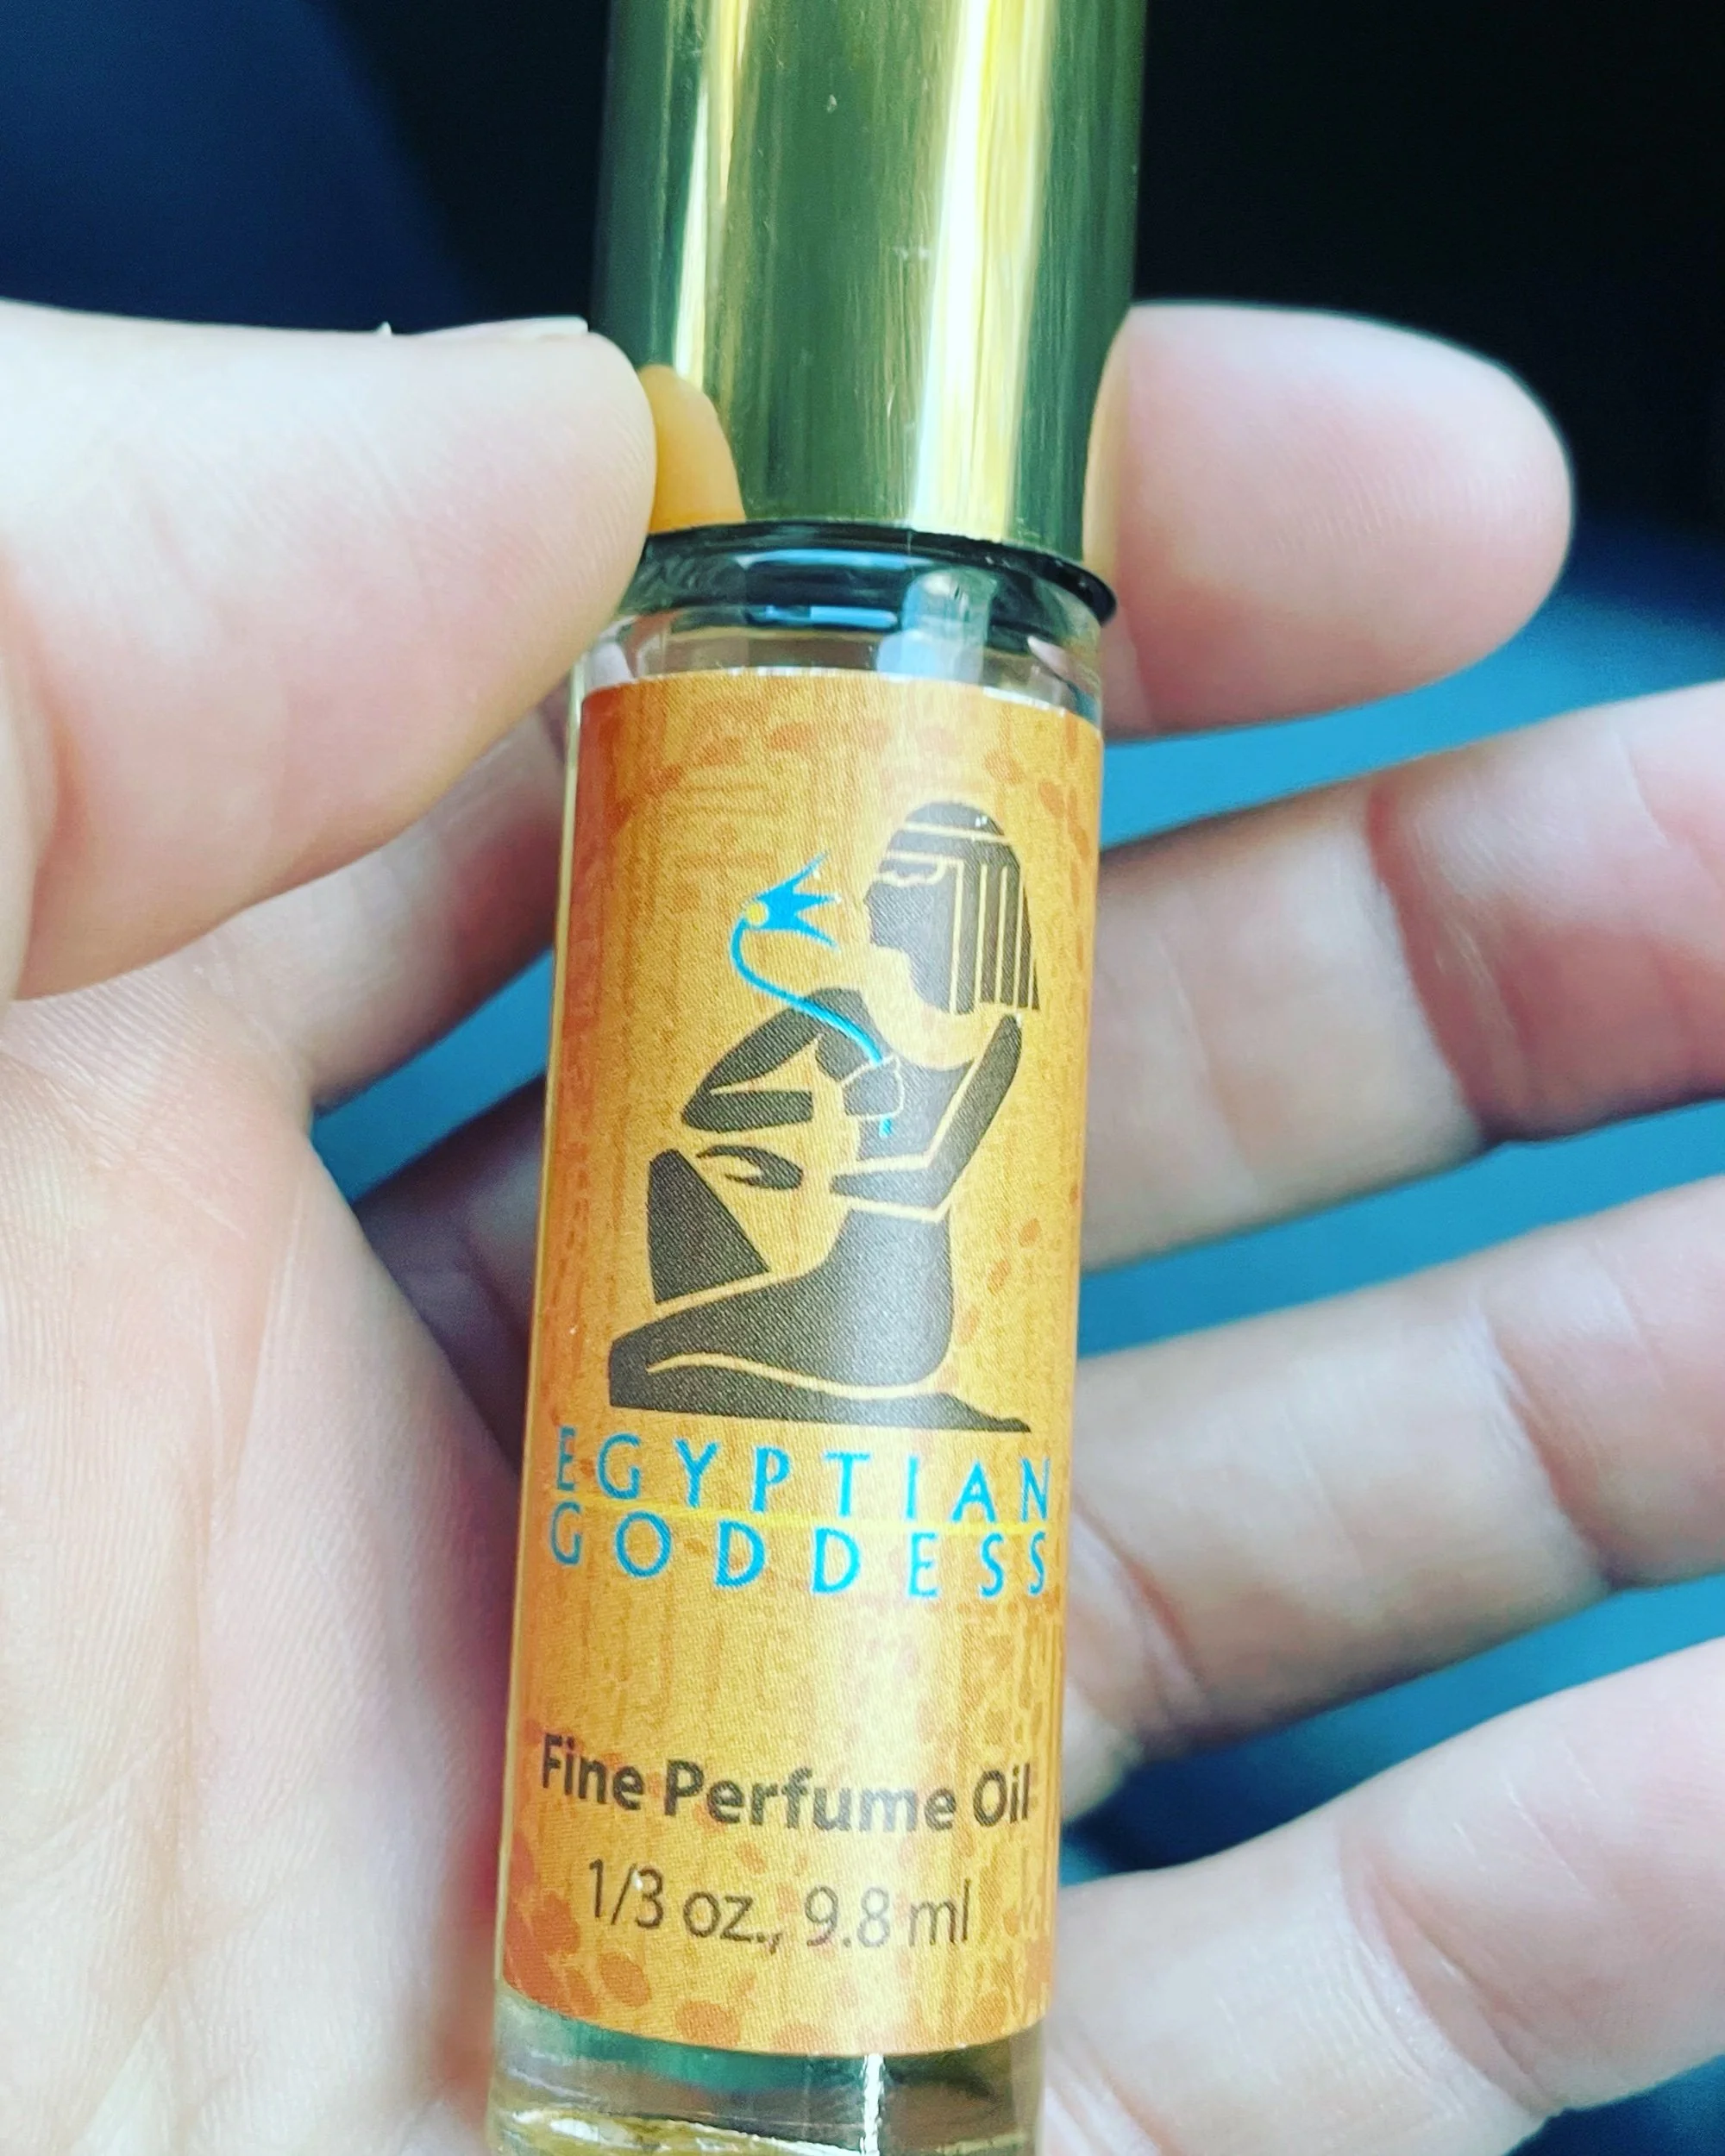 EGYPTIAN
GODDESS
Fine Perfume Oil
1/3 oz., 9.8 ml